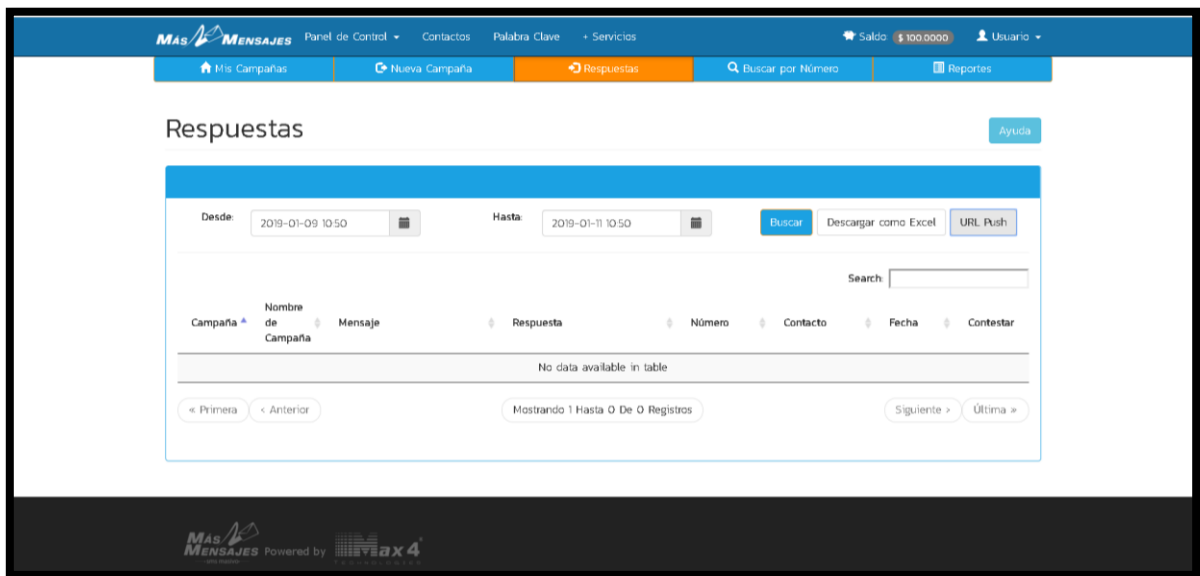 MÁS MENSAJES Panel de Control Contactos Palabra Clave + Servicios Saldo $ 100.0000 Usuario
Mis Campañas Nueva Campaña Respuestas Buscar por Número Reportes
Respuestas Ayuda
Desde: 2019-01-09 10:50 Hasta: 2019-01-11 10:50 Buscar Descargar como Excel URL Push
Search:
Campaña Nombre de Campaña Mensaje Respuesta Número Contacto Fecha Contestar
No data available in table
« Primera ‹ Anterior Mostrando 1 Hasta 0 De 0 Registros Siguiente › Última »
MÁS MENSAJES Powered by Max4
TECHNOLOGIES